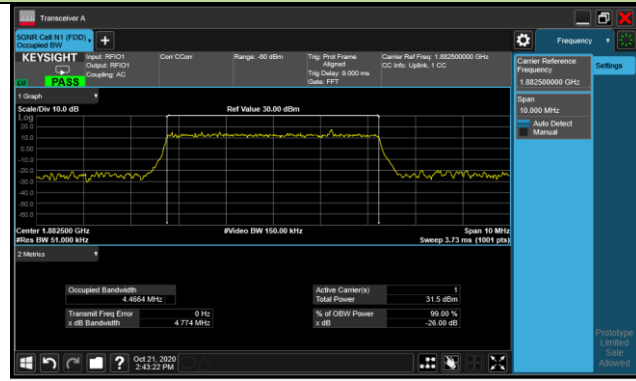 Transceiver A
5GNR Cell N1 (FDD)
Occupied BW
KEYSIGHT
LW
PASS
Input: RFIO1
Output: RFIO1
Coupling: AC
Corr CCorr
Range: -80 dBm
Trig: Prot Frame
Aligned
Trig Delay: 9.000 ms
Gate: FFT
Carrier Ref Freq: 1.882500000 GHz
CC Info: Uplink, 1 CC
Frequency
Settings
Carrier Reference
Frequency
1.882500000 GHz
Span
10.000 MHz
Auto Detect
Manual
1 Graph
Scale/Div 10.0 dB
Ref Value 30.00 dBm
Log
20.0
10.0
0.00
-10.0
-20.0
-30.0
-40.0
-50.0
-60.0
Center 1.882500 GHz
#Video BW 150.00 kHz
Span 10 MHz
#Res BW 51.000 kHz
Sweep 3.73 ms (1001 pts)
2 Metrics
Occupied Bandwidth
4.4664 MHz
Active Carrier(s) 1
Total Power 31.5 dBm
Transmit Freq Error 0 Hz
x dB Bandwidth 4.774 MHz
% of OBW Power 99.00 %
x dB -26.00 dB
Prototype
Limited
Sale
Allowed
?
Oct 21, 2020
2:43:22 PM